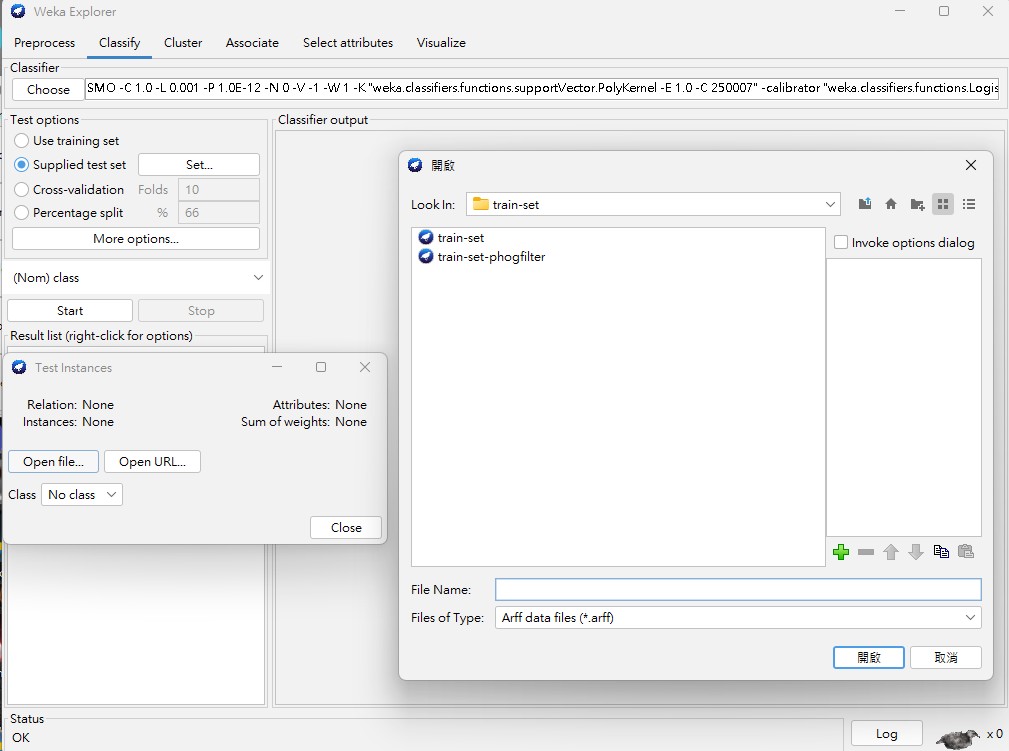 Weka Explorer
Preprocess Classify Cluster Associate Select attributes Visualize
Classifier
Choose SMO -C 1.0 -L 0.001 -P 1.0E-12 -N 0 -V -1 -W 1 -K "weka.classifiers.functions.supportVector.PolyKernel -E 1.0 -C 250007" -calibrator "weka.classifiers.functions.Logis
Test options
Use training set
Supplied test set Set...
Cross-validation Folds 10
Percentage split % 66
More options...
(Nom) class
Start Stop
Result list (right-click for options)
Classifier output
Test Instances
Relation: None Attributes: None
Instances: None Sum of weights: None
Open file... Open URL...
Class No class
Close
開啟
Look In: train-set
train-set
train-set-phogfilter
Invoke options dialog
File Name:
Files of Type: Arff data files (*.arff)
開啟 取消
Status
OK
Log x 0